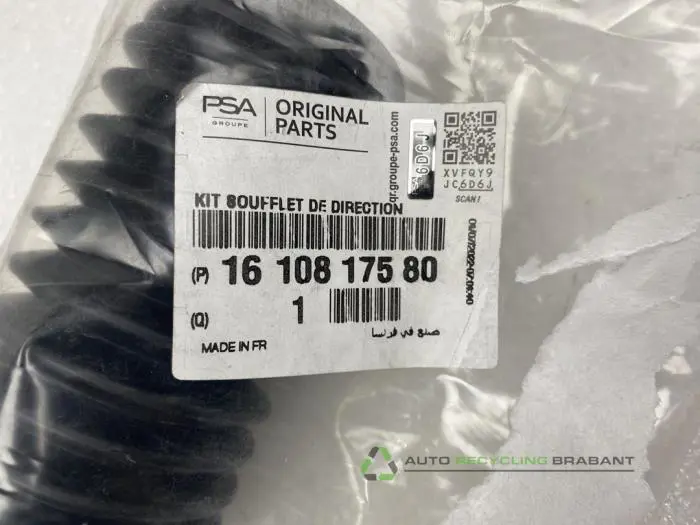 PSA
GROUPE
ORIGINAL
PARTS
qr.groupe-psa.com
6D6J
XVFQY9
JC6D6J
SCAN!
KIT SOUFFLET DE DIRECTION
(P) 16 108 175 80
(Q) 1
MADE IN FR
صنع في فرنسا
AUTO RECYCLING BRABANT